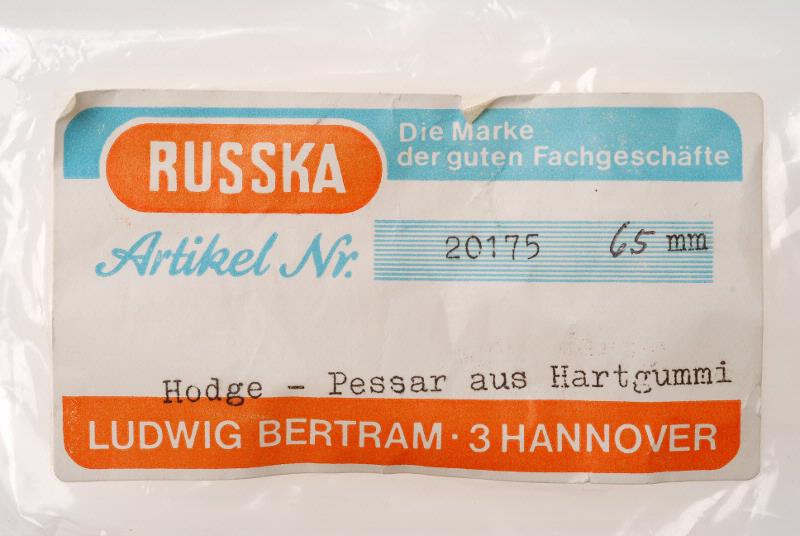 RUSSKA
Die Marke
der guten Fachgeschäfte
Artikel Nr. 20175 65 mm
Hodge - Pessar aus Hartgummi
LUDWIG BERTRAM · 3 HANNOVER